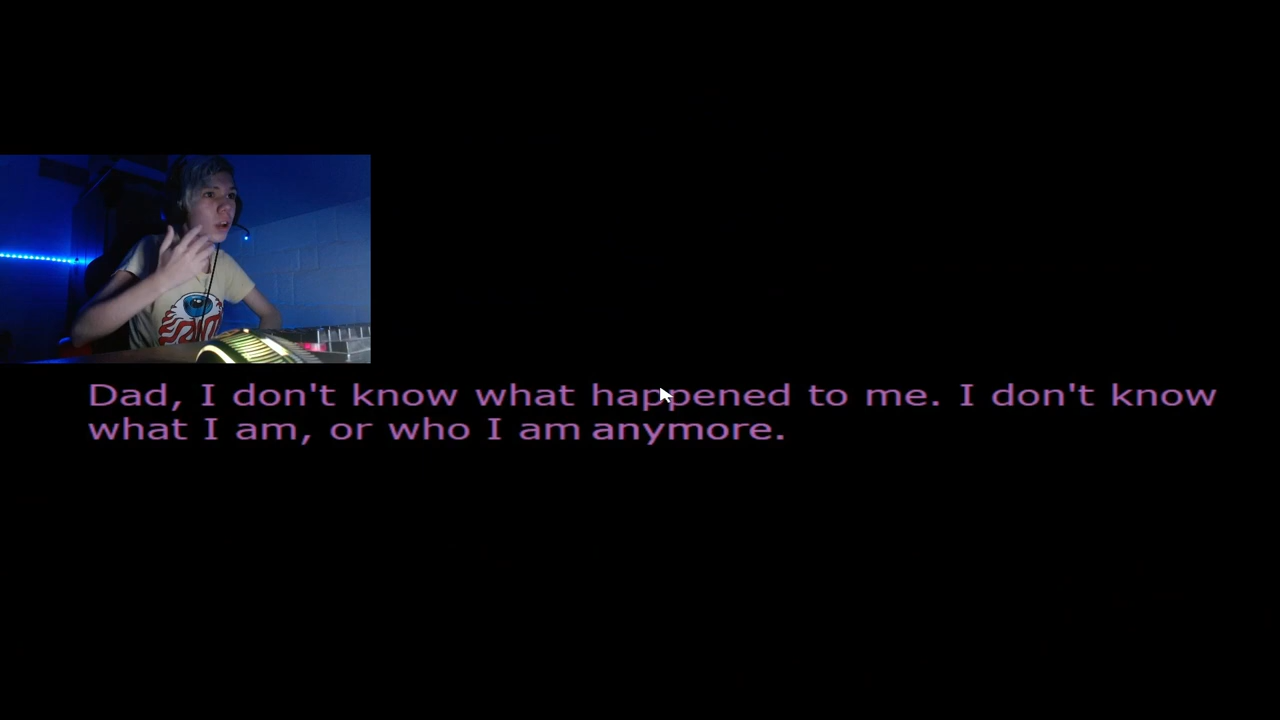 Dad, I don't know what happened to me. I don't know
what I am, or who I am anymore.